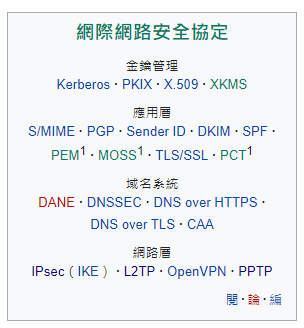 網際網路安全協定
金鑰管理
Kerberos · PKIX · X.509 · XKMS
應用層
S/MIME · PGP · Sender ID · DKIM · SPF ·
PEM¹ · MOSS¹ · TLS/SSL · PCT¹
域名系統
DANE · DNSSEC · DNS over HTTPS ·
DNS over TLS · CAA
網路層
IPsec（IKE） · L2TP · OpenVPN · PPTP
閱 · 論 · 編